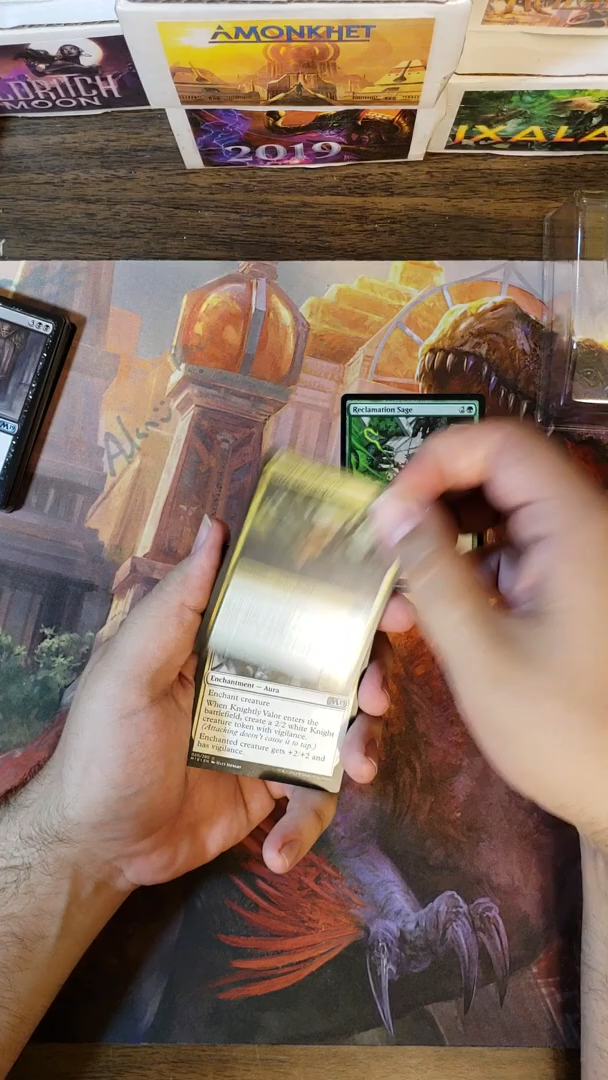 AMONKHET
MOON
2019
IXALA
M19
Reclamation Sage
Enchantment — Aura
Enchant creature
When Knightly Valor enters the
battlefield, create a 2/2 white Knight
creature token with vigilance.
(Attacking doesn't cause it to tap.)
Enchanted creature gets +2/+2 and
has vigilance.